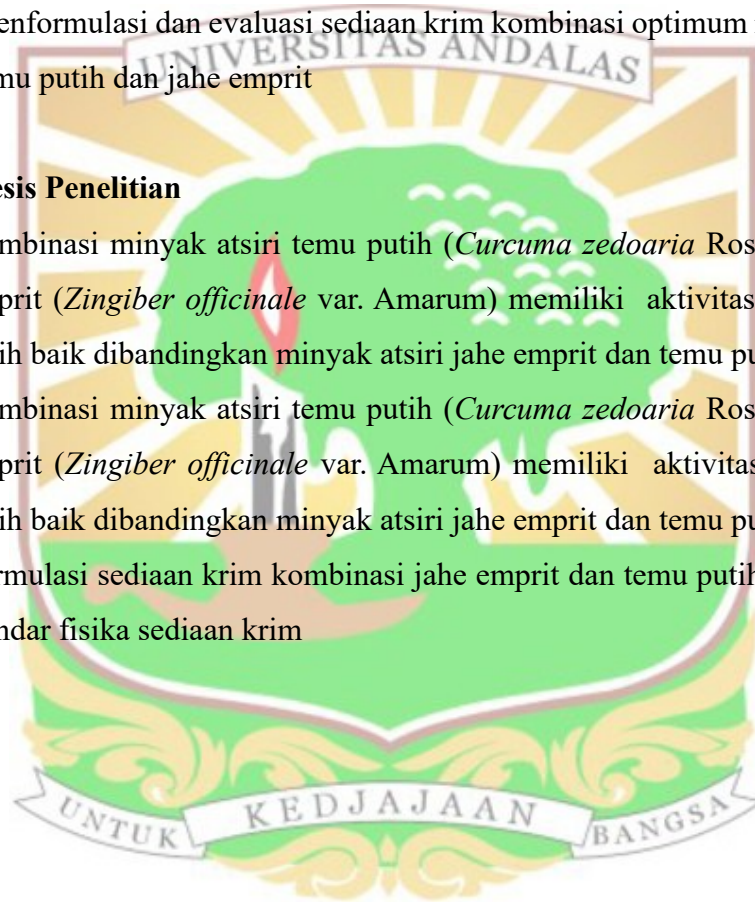 enformulasi dan evaluasi sediaan krim kombinasi optimum
mu putih dan jahe emprit
UNIVERSITAS ANDALAS
esis Penelitian
ombinasi minyak atsiri temu putih (Curcuma zedoaria Ros
prit (Zingiber officinale var. Amarum) memiliki aktivitas
ih baik dibandingkan minyak atsiri jahe emprit dan temu pu
ombinasi minyak atsiri temu putih (Curcuma zedoaria Ros
prit (Zingiber officinale var. Amarum) memiliki aktivitas
ih baik dibandingkan minyak atsiri jahe emprit dan temu pu
rmulasi sediaan krim kombinasi jahe emprit dan temu putih
ndar fisika sediaan krim
UNTUK KEDJAJAAN BANGSA